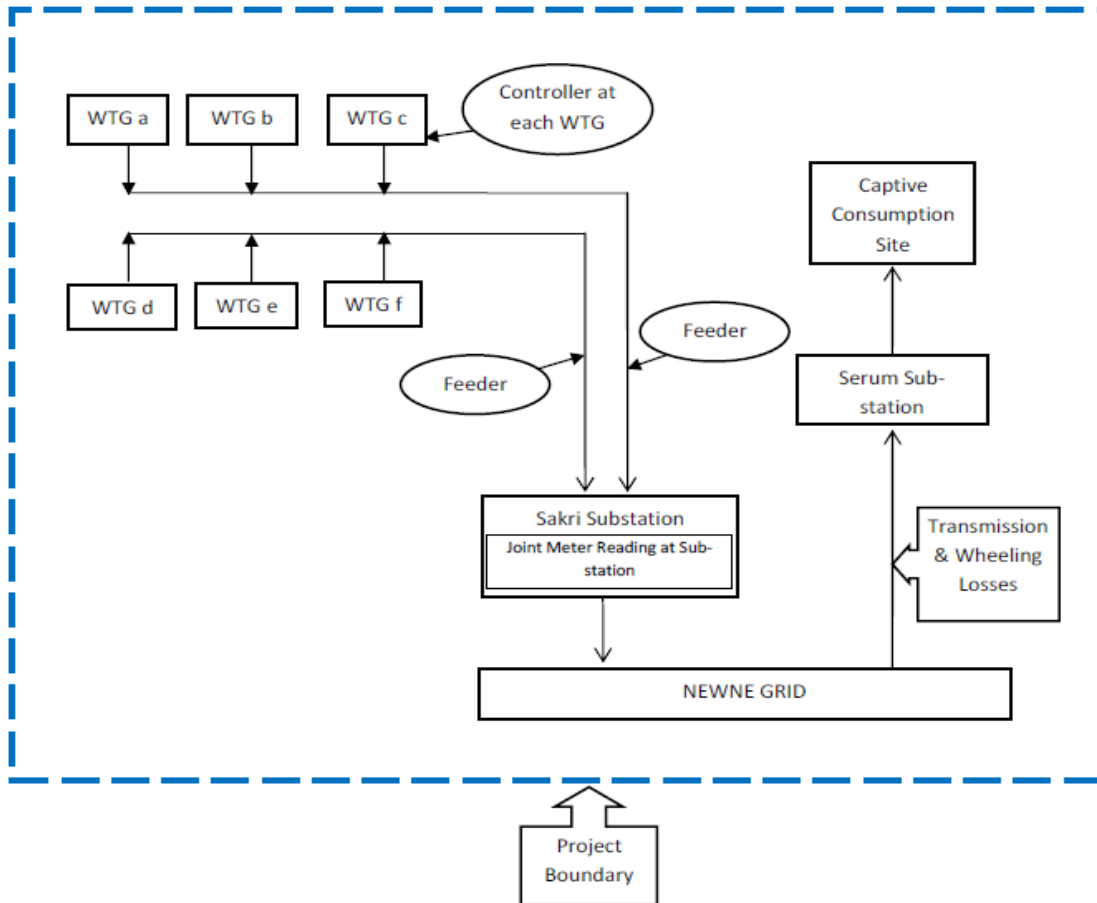 WTG a
WTG b
WTG c
Controller at
each WTG
WTG d
WTG e
WTG f
Feeder
Feeder
Captive
Consumption
Site
Serum Sub-
station
Sakri Substation
Joint Meter Reading at Sub-
station
Transmission
& Wheeling
Losses
NEWNE GRID
Project
Boundary